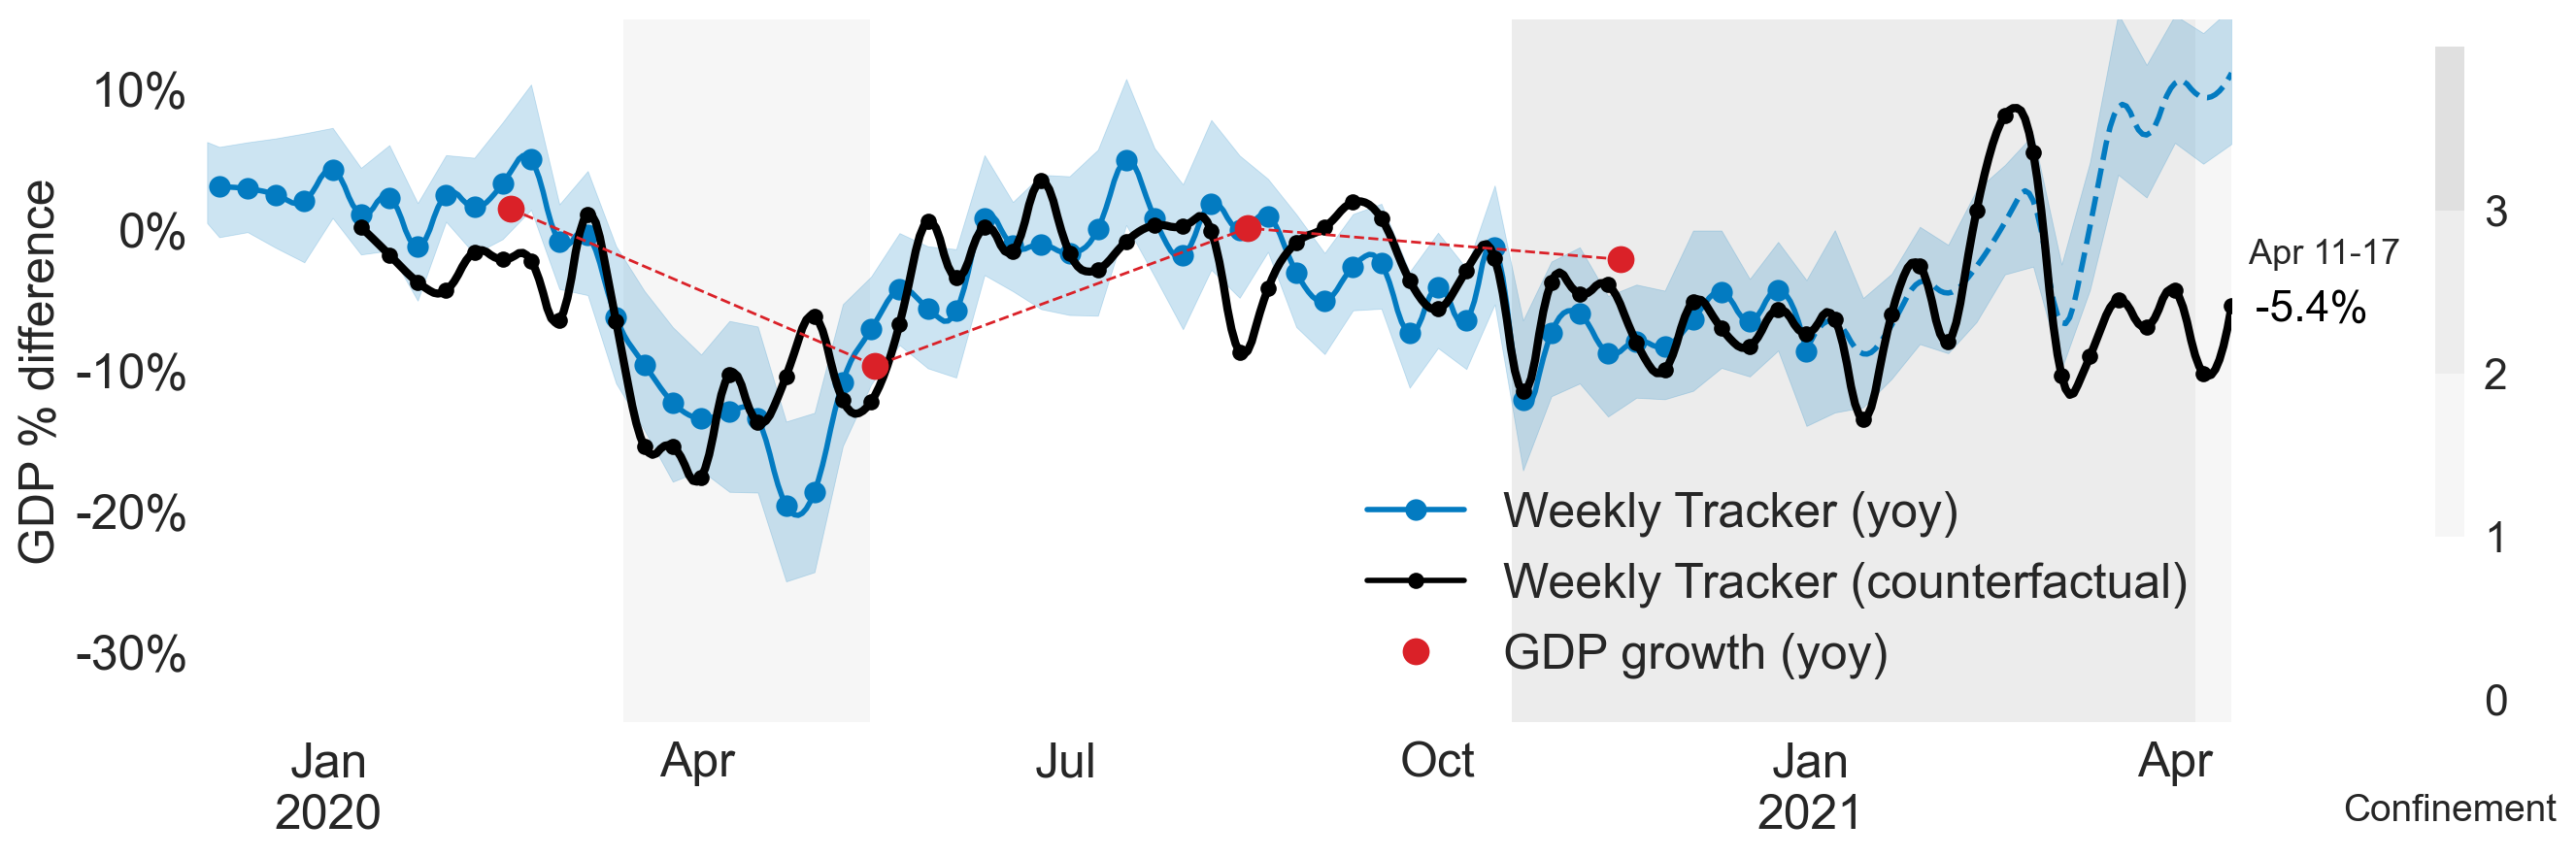 GDP % difference
10%
0%
-10%
-20%
-30%
Jan
2020
Apr
Jul
Oct
Jan
2021
Apr
Weekly Tracker (yoy)
Weekly Tracker (counterfactual)
GDP growth (yoy)
Apr 11-17
-5.4%
3
2
1
0
Confinement